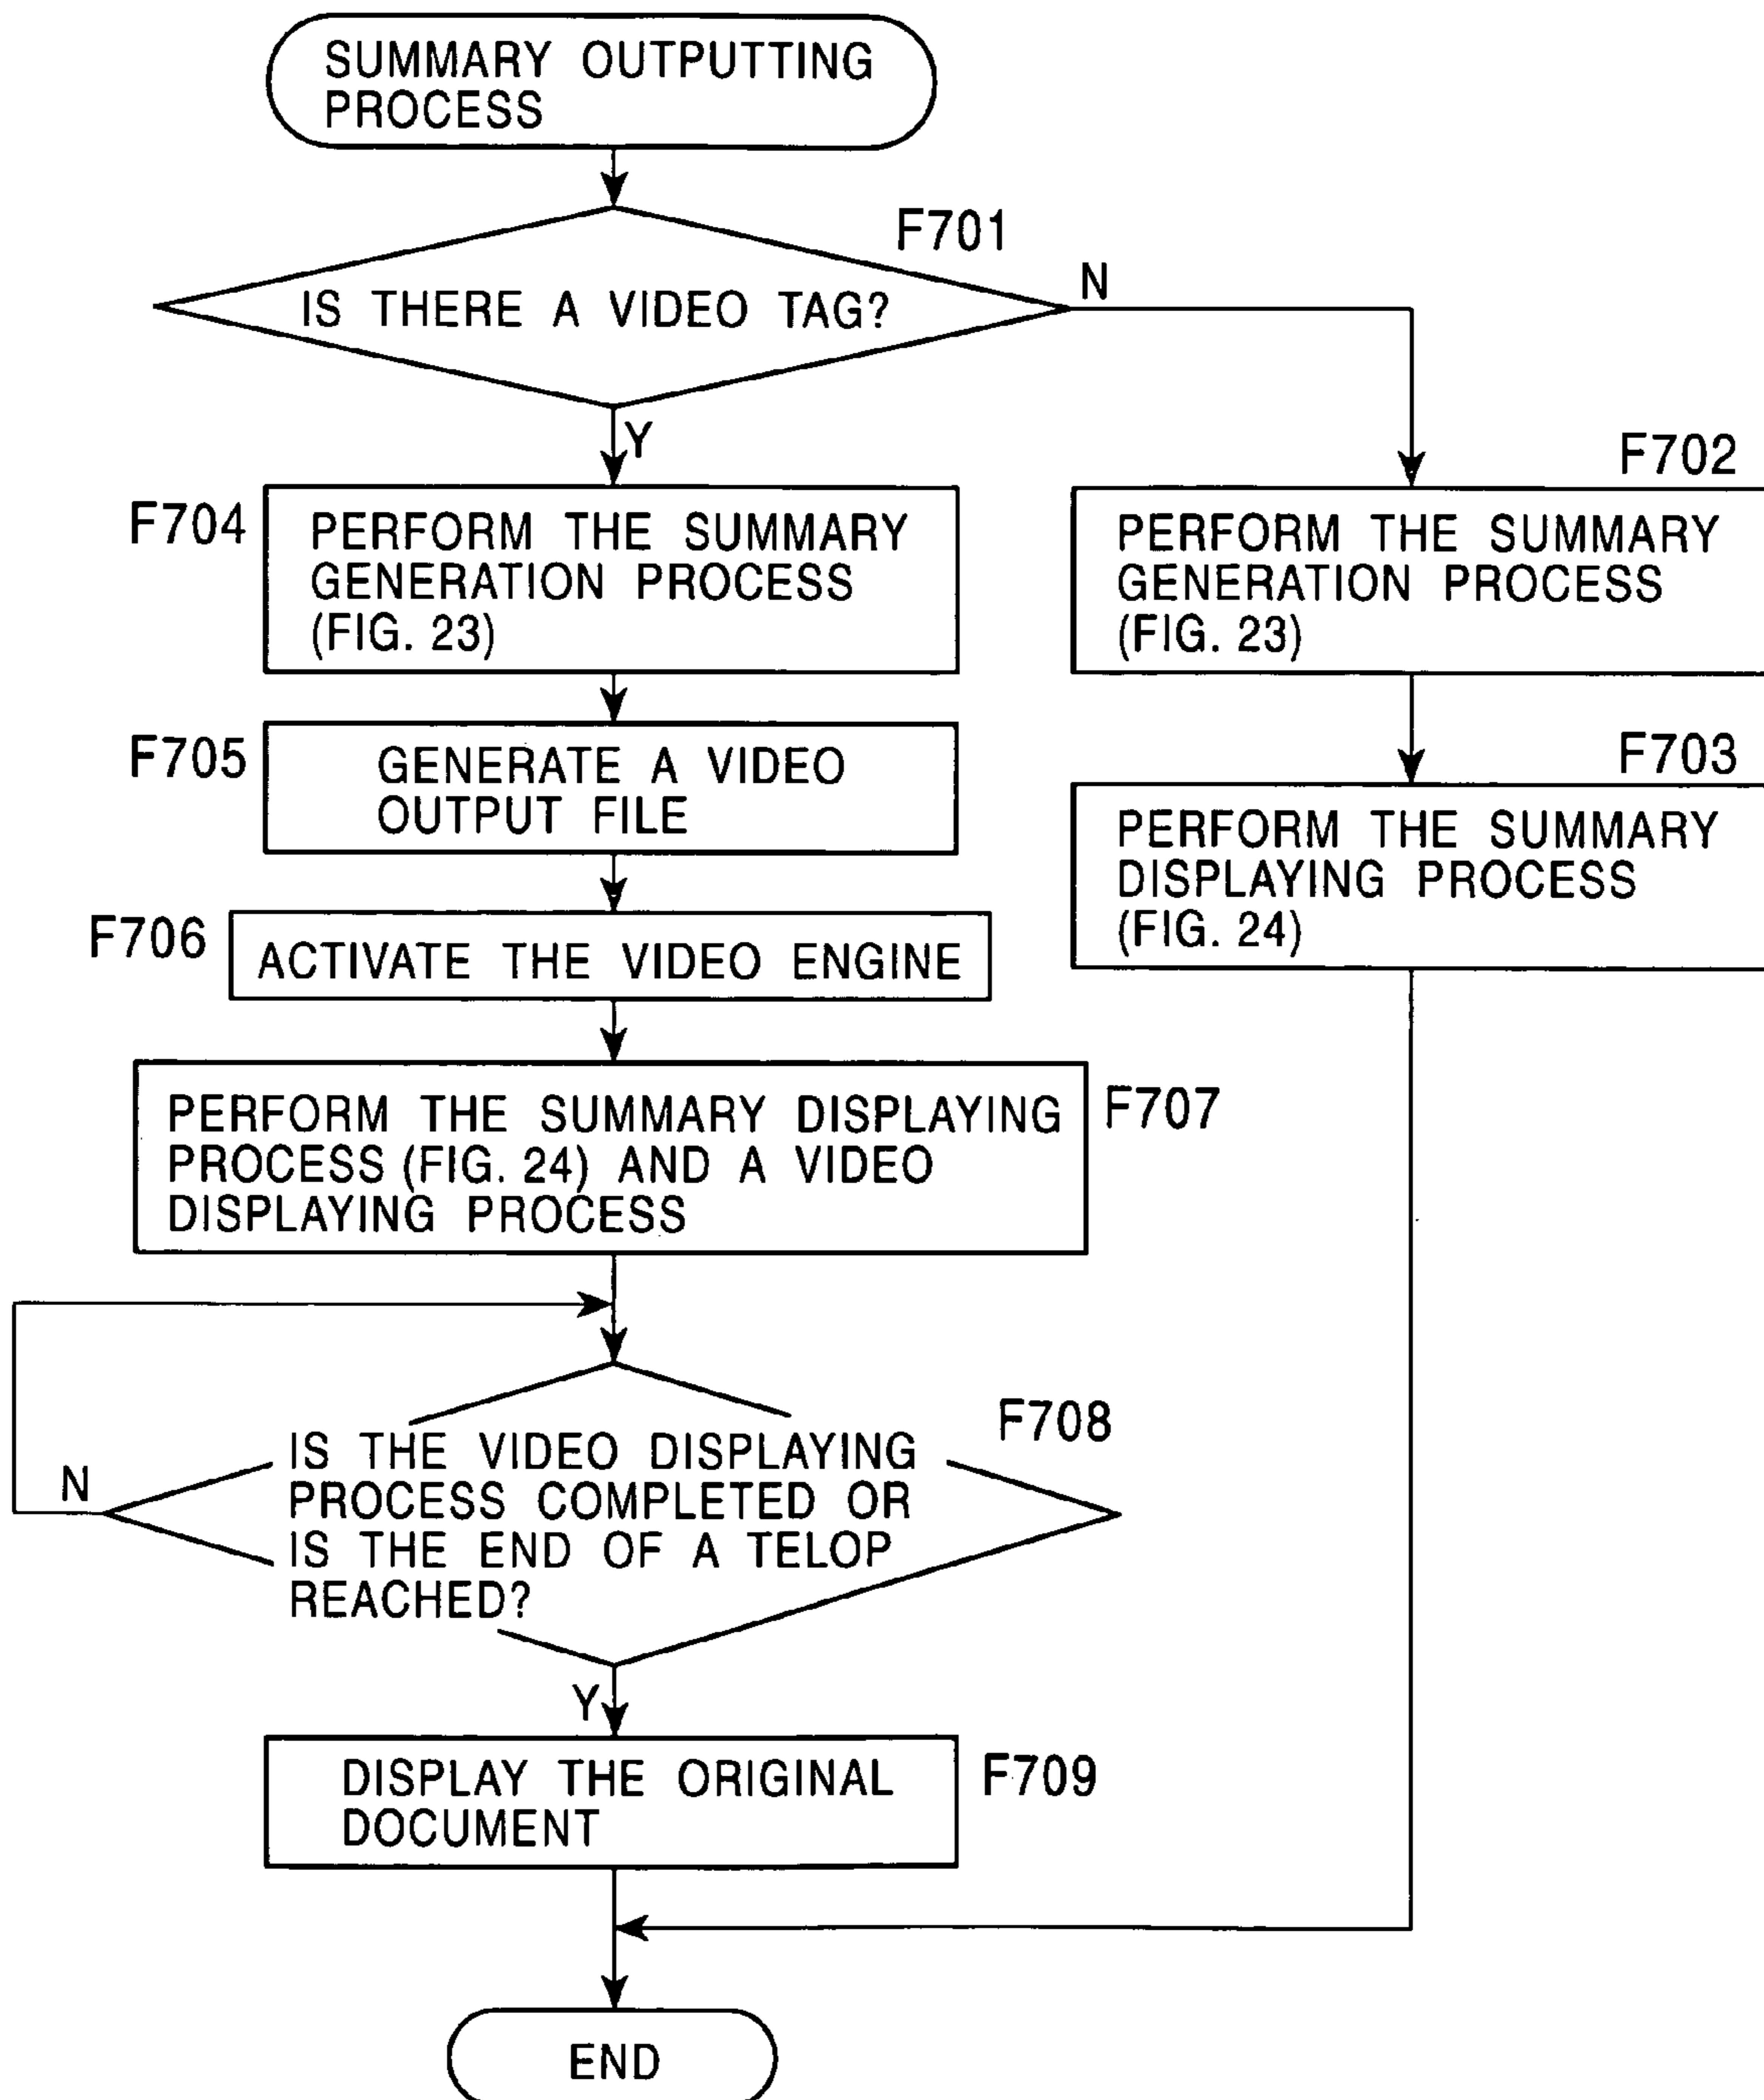 SUMMARY OUTPUTTING
PROCESS
F701
IS THERE A VIDEO TAG?
N
Y
F704
PERFORM THE SUMMARY
GENERATION PROCESS
(FIG. 23)
F702
PERFORM THE SUMMARY
GENERATION PROCESS
(FIG. 23)
F705
GENERATE A VIDEO
OUTPUT FILE
F703
PERFORM THE SUMMARY
DISPLAYING PROCESS
(FIG. 24)
F706
ACTIVATE THE VIDEO ENGINE
F707
PERFORM THE SUMMARY DISPLAYING
PROCESS (FIG. 24) AND A VIDEO
DISPLAYING PROCESS
F708
IS THE VIDEO DISPLAYING
PROCESS COMPLETED OR
IS THE END OF A TELOP
REACHED?
N
Y
DISPLAY THE ORIGINAL
DOCUMENT
F709
END